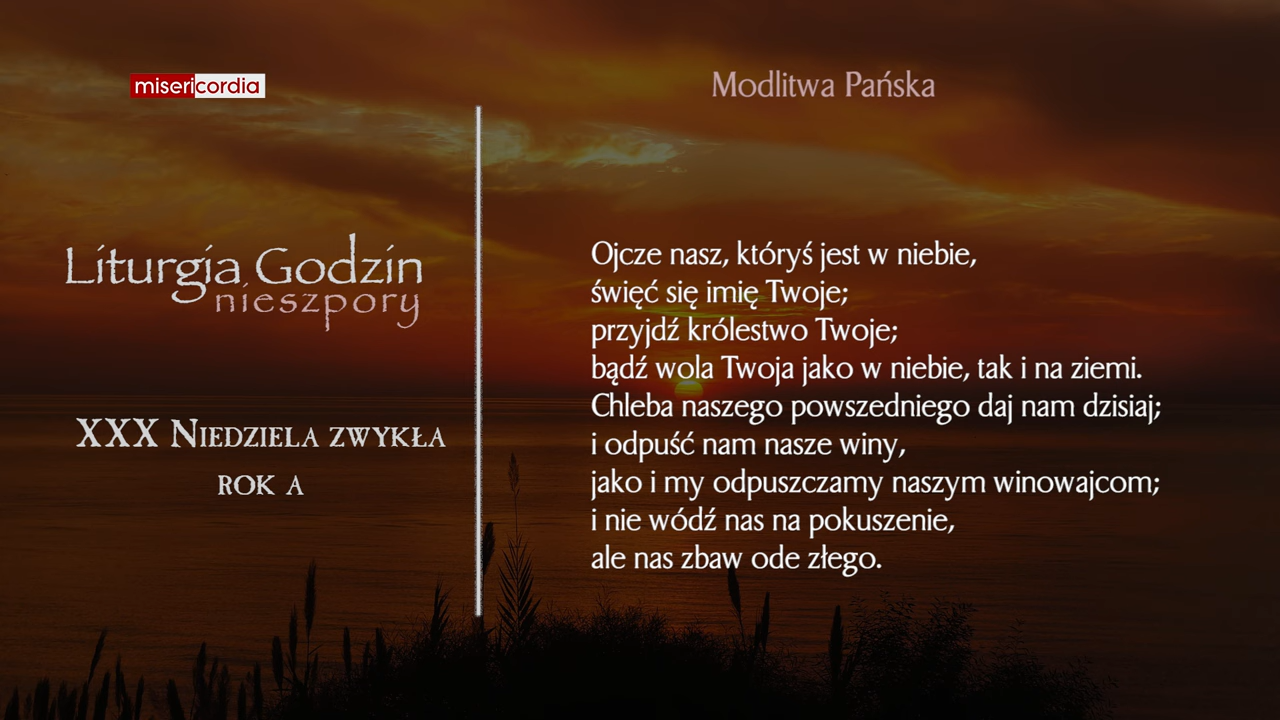 misericordia
Liturgia Godzin
nieszpory
XXX Niedziela zwykła
rok A
Modlitwa Pańska
Ojcze nasz, któryś jest w niebie,
święć się imię Twoje;
przyjdź królestwo Twoje;
bądź wola Twoja jako w niebie, tak i na ziemi.
Chleba naszego powszedniego daj nam dzisiaj;
i odpuść nam nasze winy,
jako i my odpuszczamy naszym winowajcom;
i nie wódź nas na pokuszenie,
ale nas zbaw ode złego.